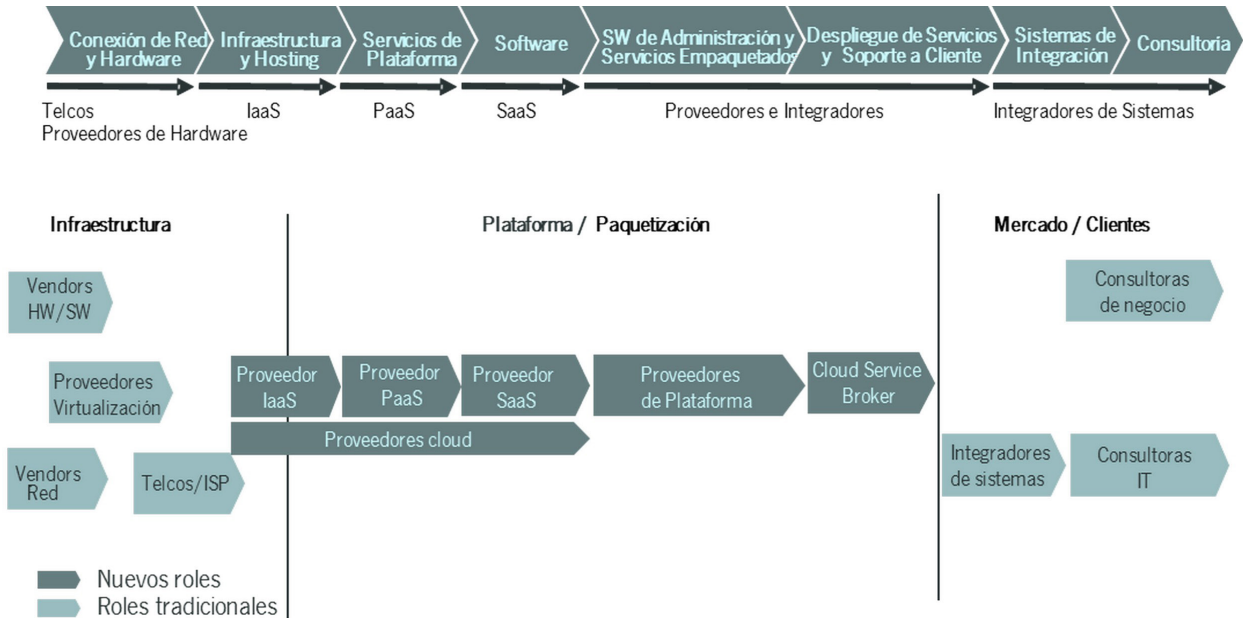 Conexión de Red
y Hardware
Infraestructura
y Hosting
Servicios de
Plataforma
Software
SW de Administración y
Servicios Empaquetados
Despliegue de Servicios
y Soporte a Cliente
Sistemas de
Integración
Consultoria
Telcos
Proveedores de Hardware
IaaS
PaaS
SaaS
Proveedores e Integradores
Integradores de Sistemas
Infraestructura
Plataforma / Paquetización
Mercado / Clientes
Vendors
HW/SW
Consultoras
de negocio
Proveedores
Virtualización
Proveedor
IaaS
Proveedor
PaaS
Proveedor
SaaS
Proveedores
de Plataforma
Cloud Service
Broker
Proveedores cloud
Vendors
Red
Telcos/ISP
Integradores
de sistemas
Consultoras
IT
Nuevos roles
Roles tradicionales